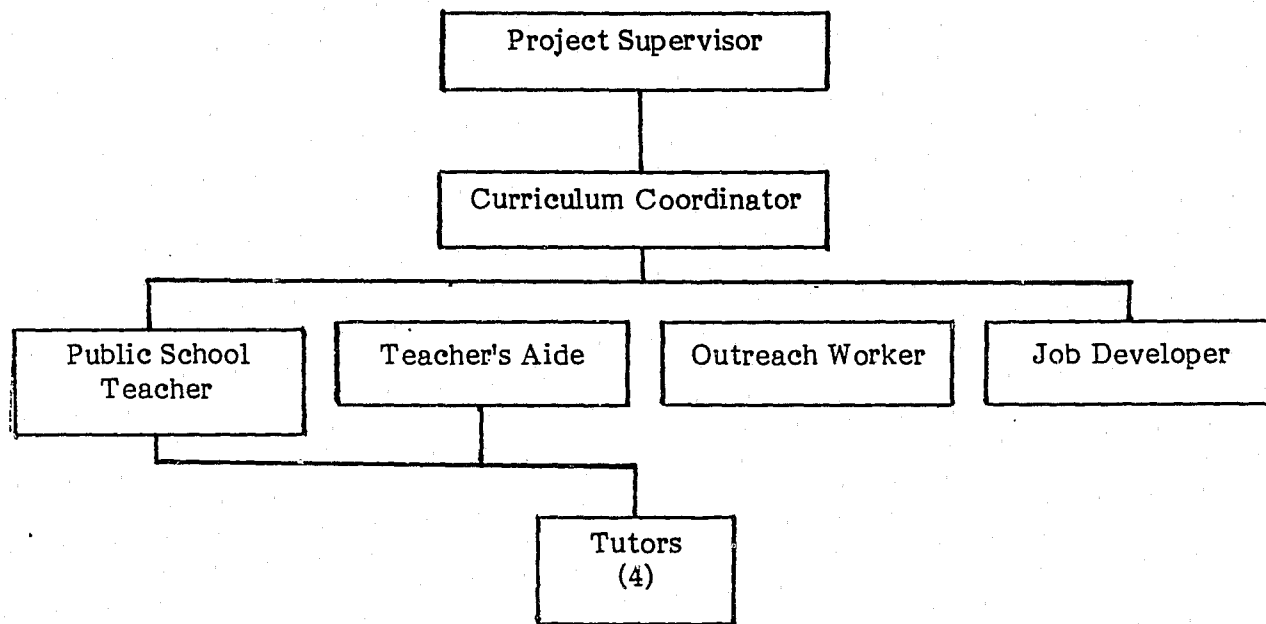 Project Supervisor
Curriculum Coordinator
Public School
Teacher
Teacher's Aide
Outreach Worker
Job Developer
Tutors
(4)